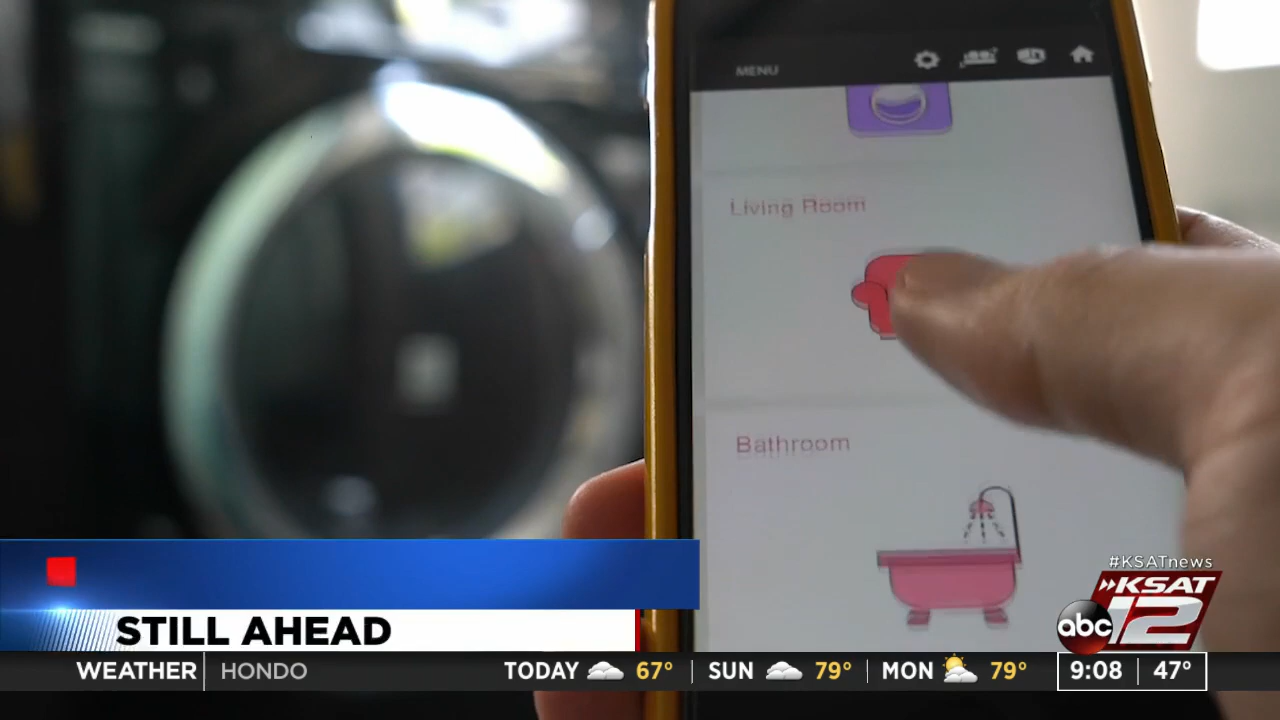 MENU
Living Room
Bathroom
#KSATnews
KSAT
abc 12
STILL AHEAD
WEATHER HONDO TODAY 67° SUN 79° MON 79° 9:08 47°